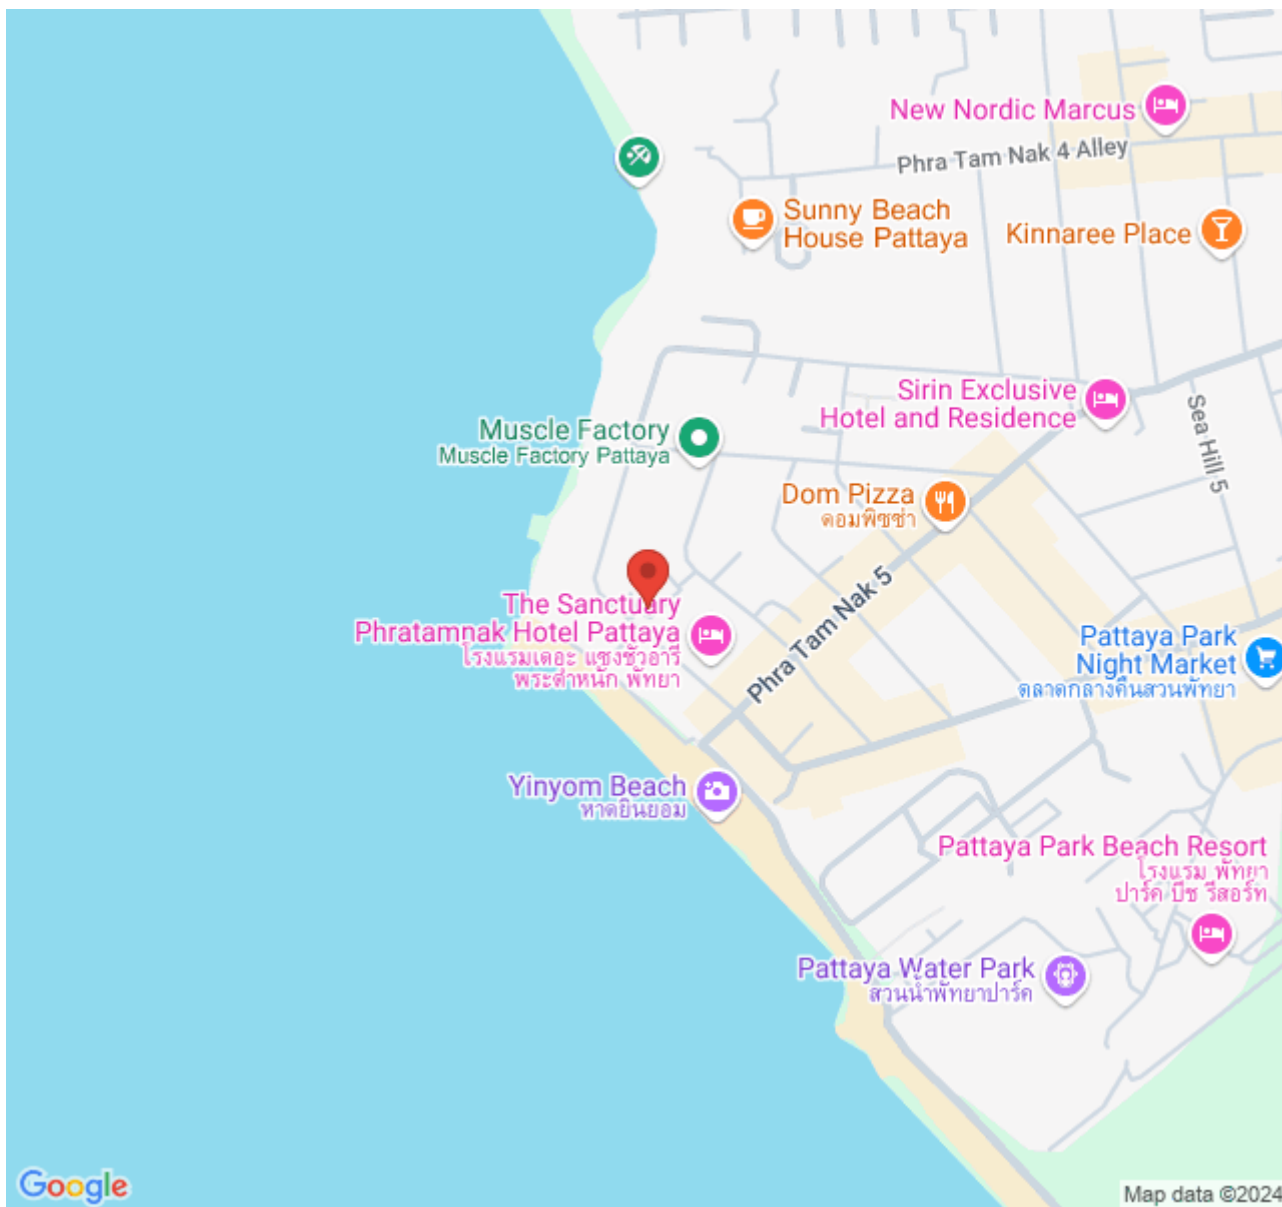 New Nordic Marcus
Phra Tam Nak 4 Alley
Sunny Beach
House Pattaya
Kinnaree Place
Sirin Exclusive
Hotel and Residence
Sea Hill 5
Muscle Factory
Muscle Factory Pattaya
Dom Pizza
ดอมพิซซ่า
Phra Tam Nak 5
The Sanctuary
Phratamnak Hotel Pattaya
โรงแรมเดอะ แซงชัวอารี
พระตำหนัก พัทยา
Pattaya Park
Night Market
ตลาดกลางคืนสวนพัทยา
Yinyom Beach
หาดยินยอม
Pattaya Park Beach Resort
โรงแรม พัทยา
ปาร์ค บีช รีสอร์ท
Pattaya Water Park
สวนน้ำพัทยาปาร์ค
Google
Map data ©2024